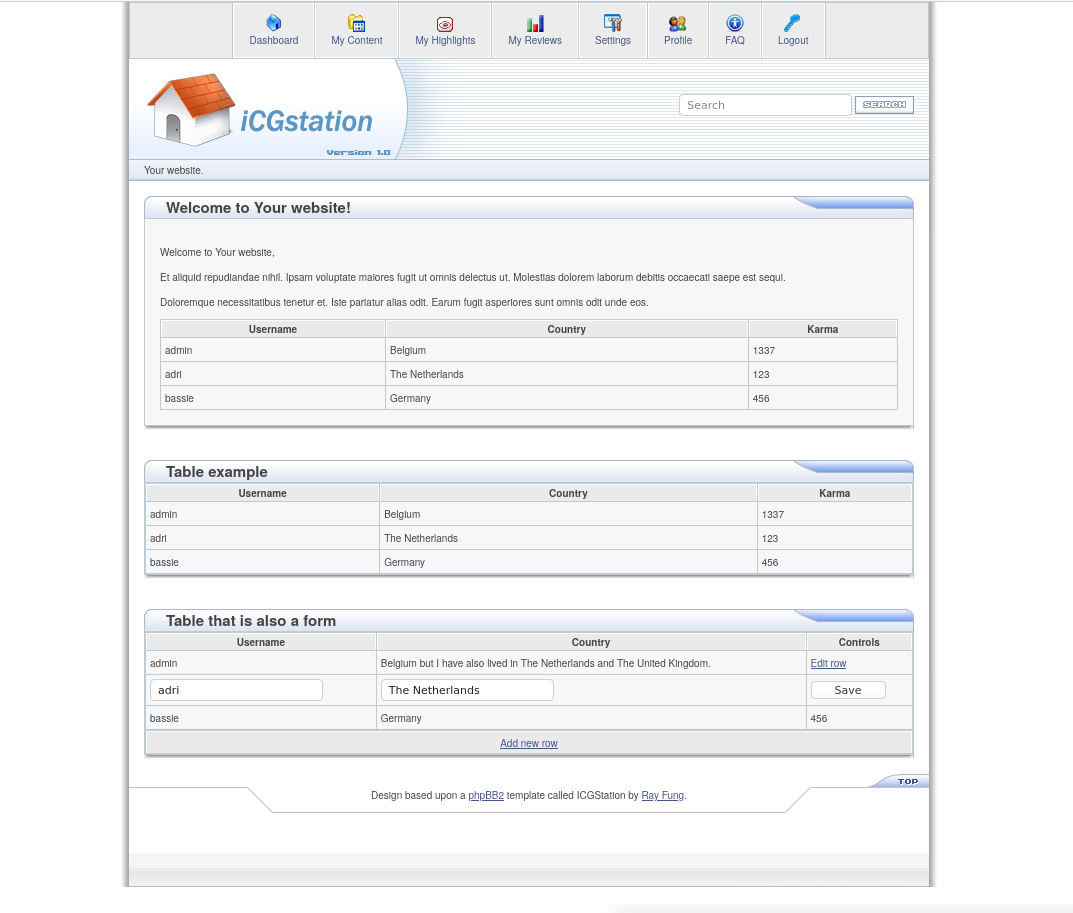 Dashboard My Content My Highlights My Reviews Settings Profile FAQ Logout
iCGstation
Version 1.0
Search SEARCH
Your website.
Welcome to Your website!
Welcome to Your website,
Et aliquid repudiandae nihil. Ipsam voluptate maiores fugit ut omnis delectus ut. Molestias dolorem laborum debitis occaecati saepe est sequi.
Doloremque necessitatibus tenetur et. Iste pariatur alias odit. Earum fugit asperiores sunt omnis odit unde eos.
Username Country Karma
admin Belgium 1337
adri The Netherlands 123
bassie Germany 456
Table example
Username Country Karma
admin Belgium 1337
adri The Netherlands 123
bassie Germany 456
Table that is also a form
Username Country Controls
admin Belgium but I have also lived in The Netherlands and The United Kingdom. Edit row
adri The Netherlands Save
bassie Germany 456
Add new row
TOP
Design based upon a phpBB2 template called ICGStation by Ray Fung.